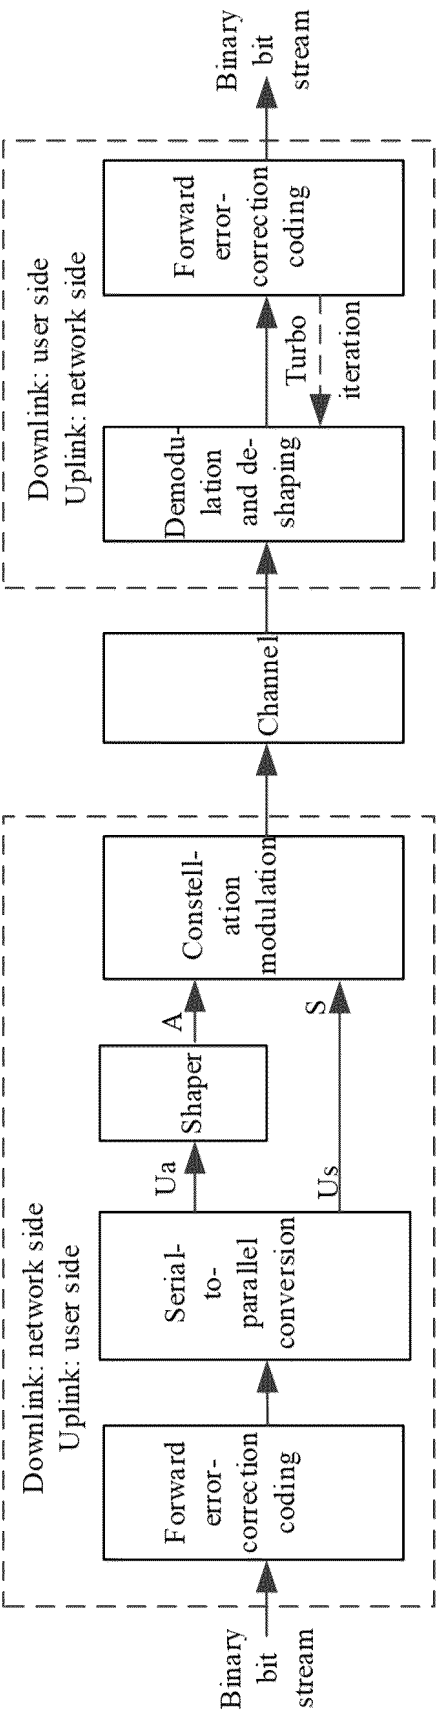 Binary
bit
stream
Downlink: network side
Uplink: user side
Forward
error-
correction
coding
Serial-
to-
parallel
conversion
Ua
Us
Shaper
A
S
Constell-
ation
modulation
Channel
Downlink: user side
Uplink: network side
Demodu-
lation
and de-
shaping
Turbo
iteration
Forward
error-
correction
coding
Binary
bit
stream